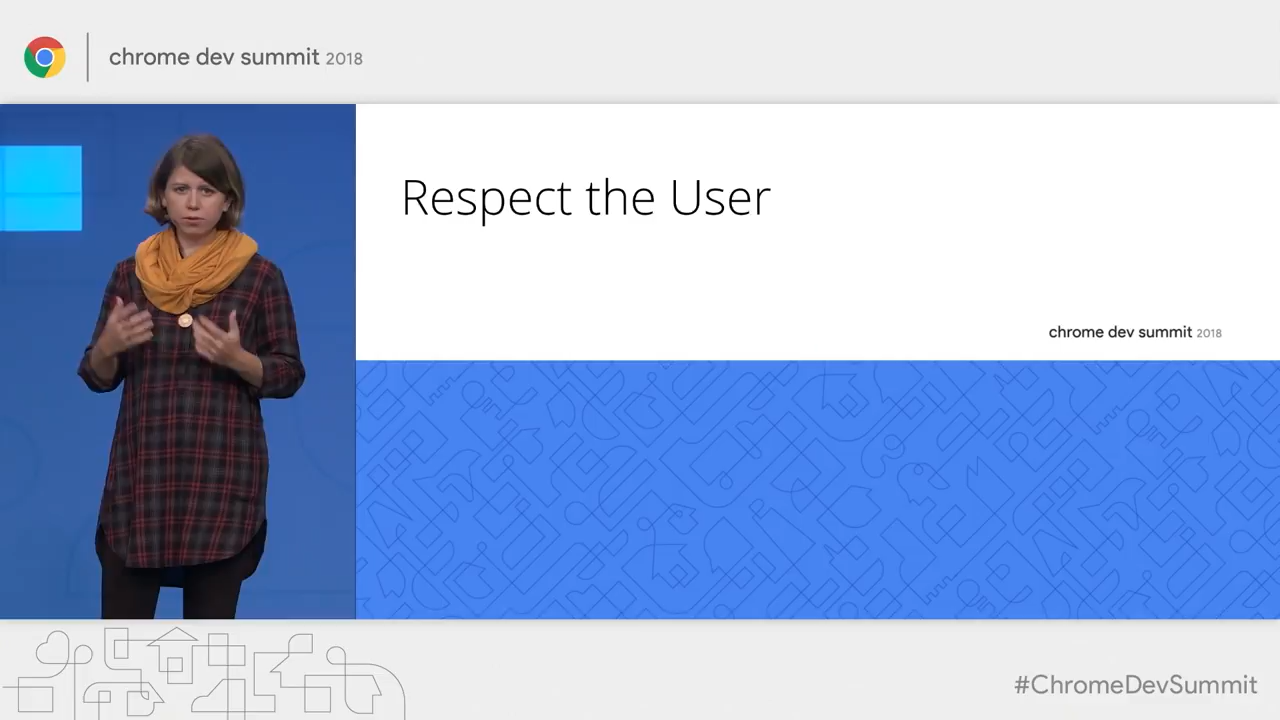 chrome dev summit 2018
Respect the User
chrome dev summit 2018
#ChromeDevSummit